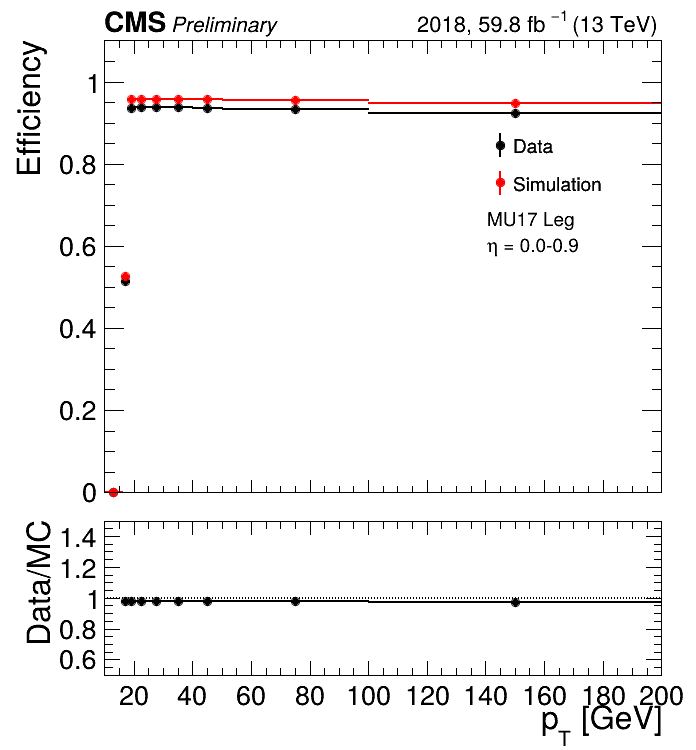 CMS Preliminary 2018, 59.8 fb⁻¹ (13 TeV)
Efficiency
1
0.8
0.6
0.4
0.2
0
Data
Simulation
MU17 Leg
η = 0.0-0.9
Data/MC
1.4
1.2
1
0.8
0.6
20 40 60 80 100 120 140 160 180 200
p_T [GeV]